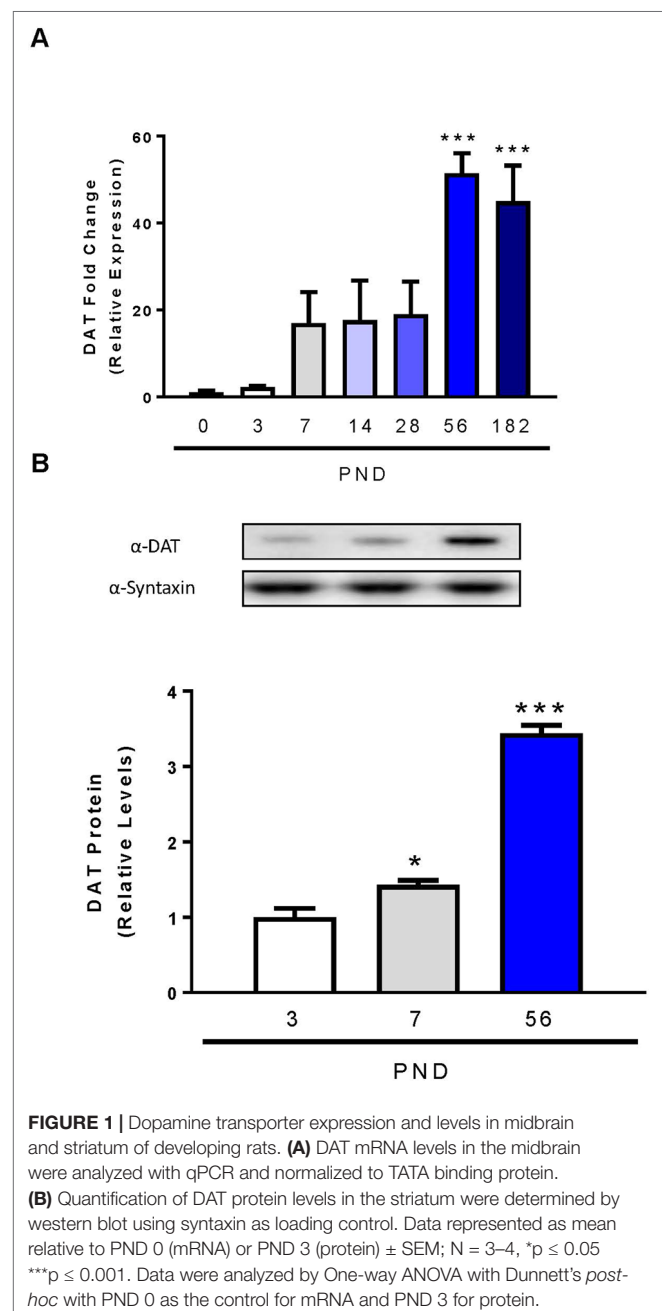 A
60
40
20
0
DAT Fold Change
(Relative Expression)
***
***
0 3 7 14 28 56 182
PND
B
α-DAT
α-Syntaxin
4
3
2
1
0
DAT Protein
(Relative Levels)
*
***
3 7 56
PND
FIGURE 1 | Dopamine transporter expression and levels in midbrain
and striatum of developing rats. (A) DAT mRNA levels in the midbrain
were analyzed with qPCR and normalized to TATA binding protein.
(B) Quantification of DAT protein levels in the striatum were determined by
western blot using syntaxin as loading control. Data represented as mean
relative to PND 0 (mRNA) or PND 3 (protein) ± SEM; N = 3–4, *p ≤ 0.05
***p ≤ 0.001. Data were analyzed by One-way ANOVA with Dunnett's post-
hoc with PND 0 as the control for mRNA and PND 3 for protein.